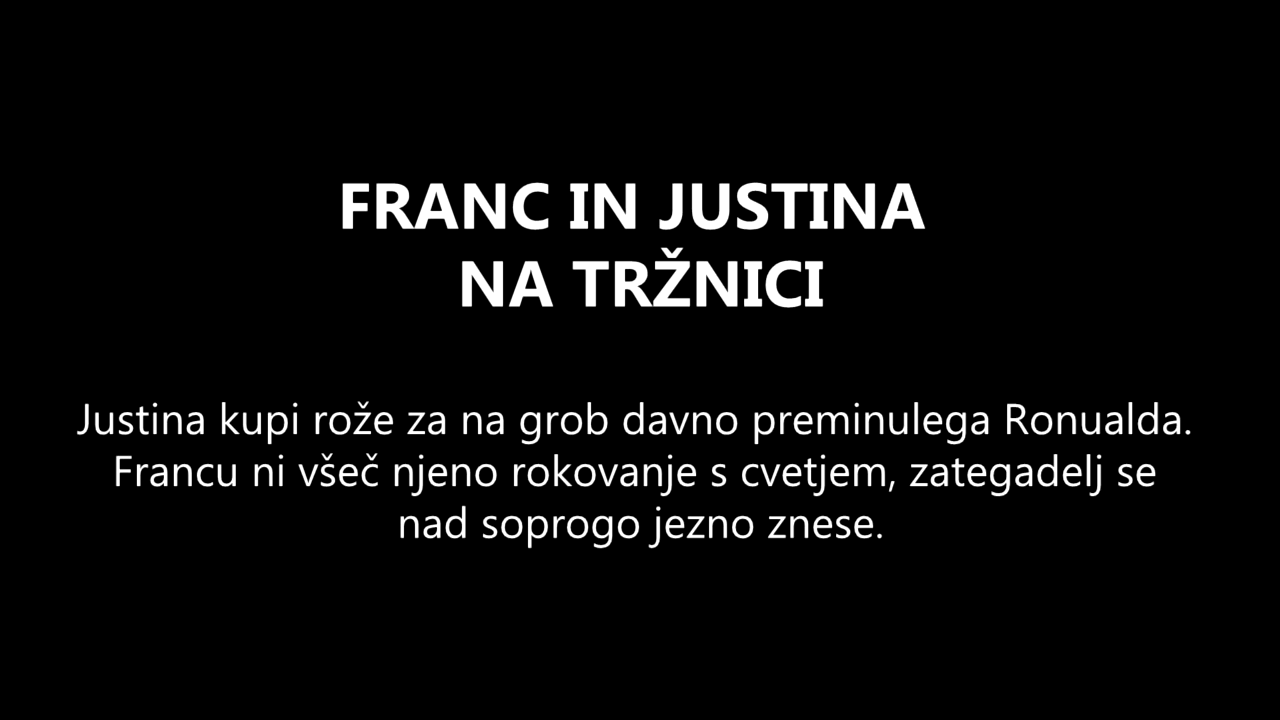 FRANC IN JUSTINA
NA TRŽNICI
Justina kupi rože za na grob davno preminulega Ronualda.
Francu ni všeč njeno rokovanje s cvetjem, zategadelj se
nad soprogo jezno znese.